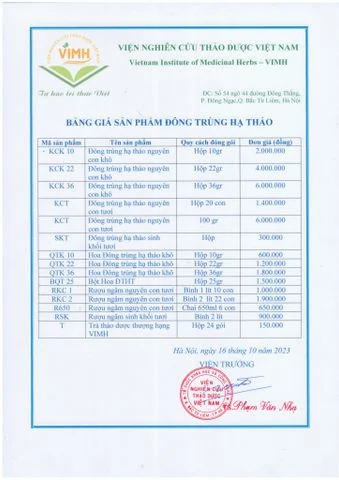 VIMH
Tự hào trí thức Việt
VIỆN NGHIÊN CỨU THẢO DƯỢC VIỆT NAM
Vietnam Institute of Medicinal Herbs – VIMH
ĐC: Số 54 ngõ 44 đường Đông Thắng,
P. Đông Ngạc,Q. Bắc Từ Liêm, Hà Nội
BẢNG GIÁ SẢN PHẨM ĐÔNG TRÙNG HẠ THẢO
Mã sản phẩm Tên sản phẩm Quy cách đóng gói Đơn giá (đồng)
KCK 10 Đông trùng hạ thảo nguyên con khô Hộp 10gr 2.000.000
KCK 22 Đông trùng hạ thảo nguyên con khô Hộp 22gr 4.000.000
KCK 36 Đông trùng hạ thảo nguyên con khô Hộp 36gr 6.000.000
KCT Đông trùng hạ thảo nguyên con tươi Hộp 20 con 1.400.000
KCT Đông trùng hạ thảo nguyên con tươi 100 gr 6.000.000
SKT Đông trùng hạ thảo sinh khối tươi Hộp 300.000
QTK 10 Hoa Đông trùng hạ thảo khô Hộp 10gr 600.000
QTK 22 Hoa Đông trùng hạ thảo khô Hộp 22gr 1.200.000
QTK 36 Hoa Đông trùng hạ thảo khô Hộp 36gr 1.800.000
BQT 25 Bột Hoa ĐTHT Hộp 25gr 1.500.000
RKC 1 Rượu ngâm nguyên con tươi Bình 1 lít 10 con 1.000.000
RKC 2 Rượu ngâm nguyên con tươi Bình 2 lít 22 con 1.900.000
R650 Rượu ngâm nguyên con tươi Chai 650ml 6 con 650.000
RSK Rượu ngâm sinh khối tươi Bình 2 lít 900.000
T Trà thảo dược thượng hạng VIMH Hộp 24 gói 150.000
Hà Nội, ngày 16 tháng 10 năm 2023
VIỆN TRƯỞNG
VIỆN
NGHIÊN CỨU
THẢO DƯỢC
VIỆT NAM
Phạm Văn Nhạ